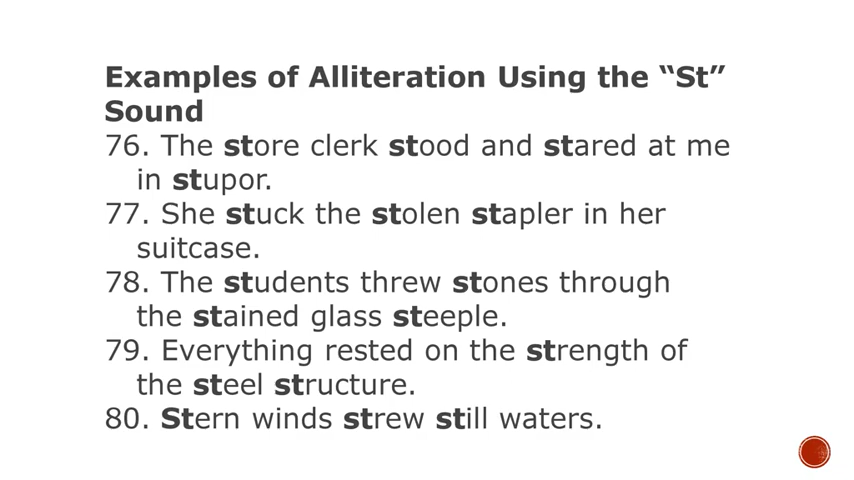 Examples of Alliteration Using the “St”
Sound
76. The store clerk stood and stared at me
in stupor.
77. She stuck the stolen stapler in her
suitcase.
78. The students threw stones through
the stained glass steeple.
79. Everything rested on the strength of
the steel structure.
80. Stern winds strew still waters.